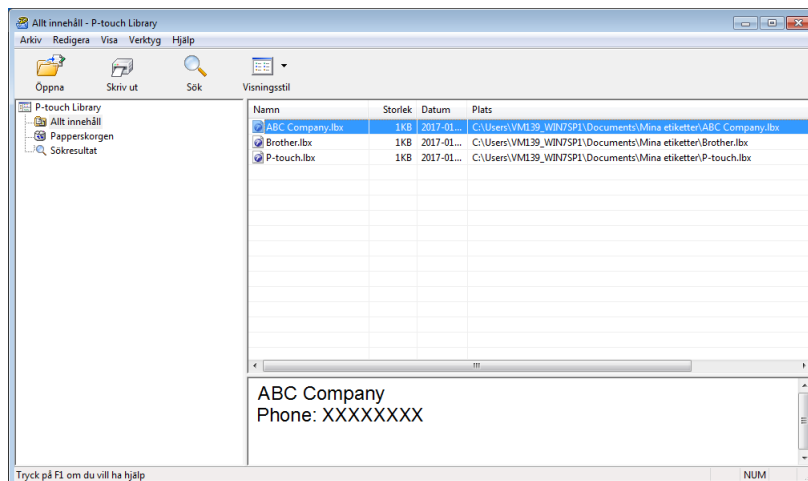 Allt innehåll - P-touch Library
Arkiv Redigera Visa Verktyg Hjälp
Öppna Skriv ut Sök Visningsstil
P-touch Library
Allt innehåll
Papperskorgen
Sökresultat
Namn Storlek Datum Plats
ABC Company.lbx 1KB 2017-01... C:\Users\VM139_WIN7SP1\Documents\Mina etiketter\ABC Company.lbx
Brother.lbx 1KB 2017-01... C:\Users\VM139_WIN7SP1\Documents\Mina etiketter\Brother.lbx
P-touch.lbx 1KB 2017-01... C:\Users\VM139_WIN7SP1\Documents\Mina etiketter\P-touch.lbx
ABC Company
Phone: XXXXXXXX
Tryck på F1 om du vill ha hjälp NUM